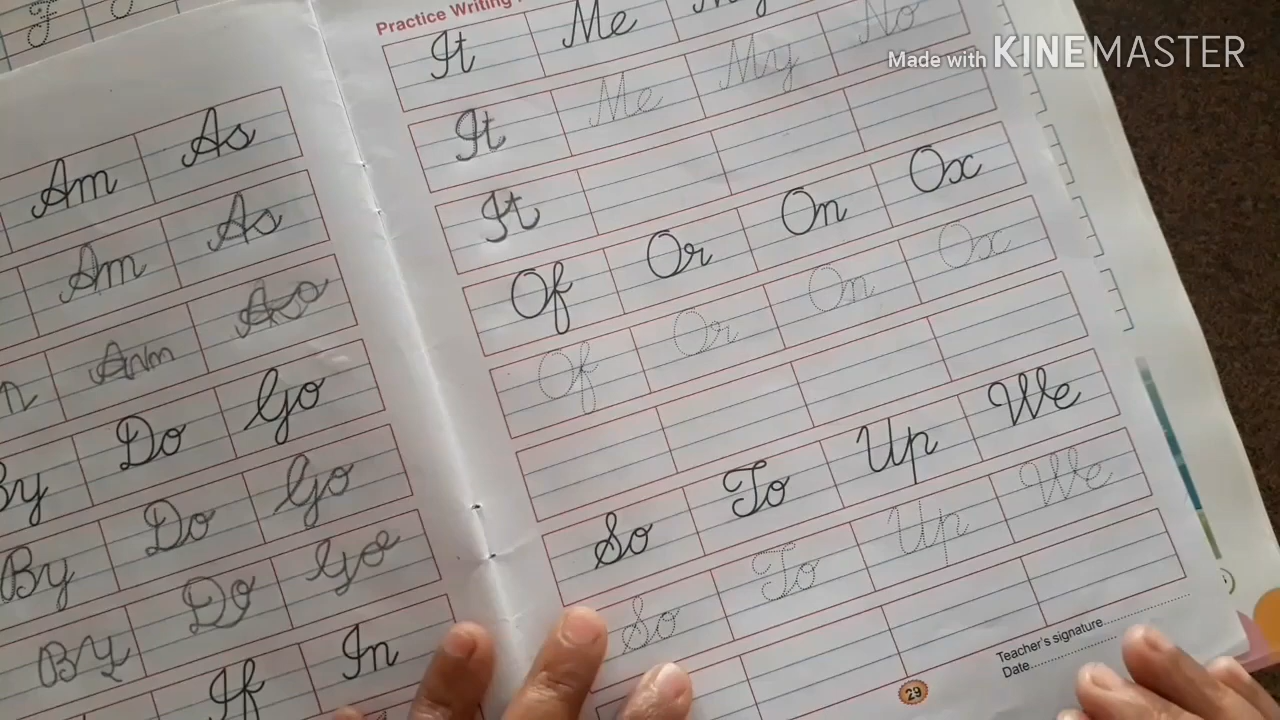 Am As
Am As
Am As
By Do Go
By Do Go
By Do Go
If In
Practice Writing
It Me My
It Me My No
It
Of Or On Ox
Of Or On Ox
So To Up We
So To Up We
Teacher's signature
Date
29
Made with KINEMASTER